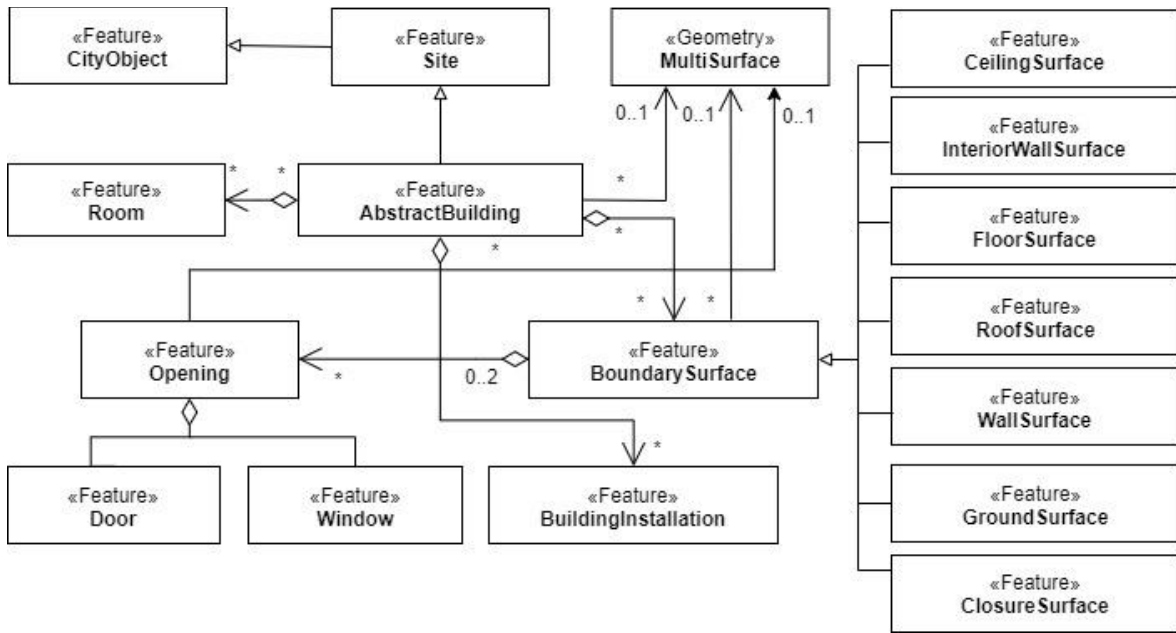 «Feature»
CityObject
«Feature»
Site
«Geometry»
MultiSurface
«Feature»
CeilingSurface
0..1
0..1
0..1
«Feature»
InteriorWallSurface
«Feature»
Room
*
*
«Feature»
AbstractBuilding
*
*
*
«Feature»
FloorSurface
«Feature»
Opening
*
0..2
*
*
«Feature»
BoundarySurface
«Feature»
RoofSurface
«Feature»
WallSurface
«Feature»
Door
«Feature»
Window
*
«Feature»
BuildingInstallation
«Feature»
GroundSurface
«Feature»
ClosureSurface